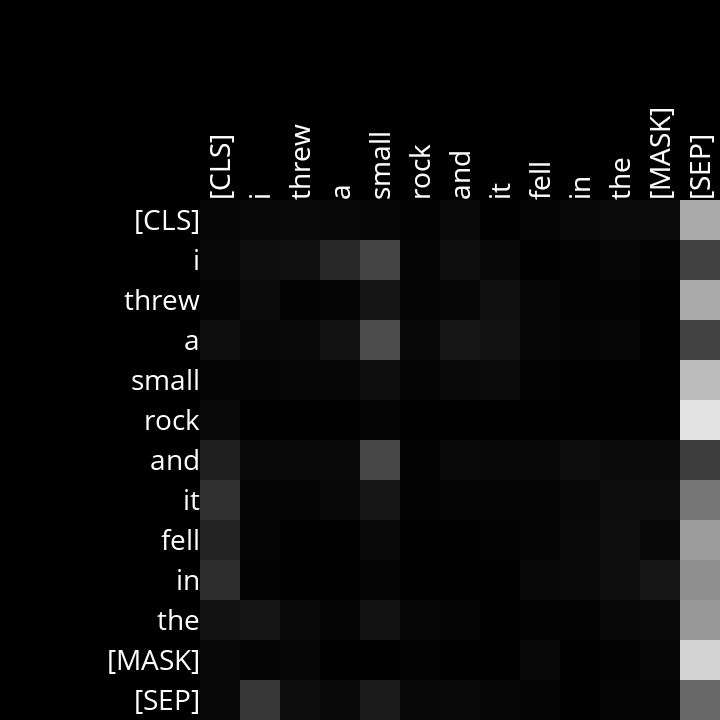 [CLS] i threw a small rock and it fell in the [MASK] [SEP]
[CLS]
i
threw
a
small
rock
and
it
fell
in
the
[MASK]
[SEP]